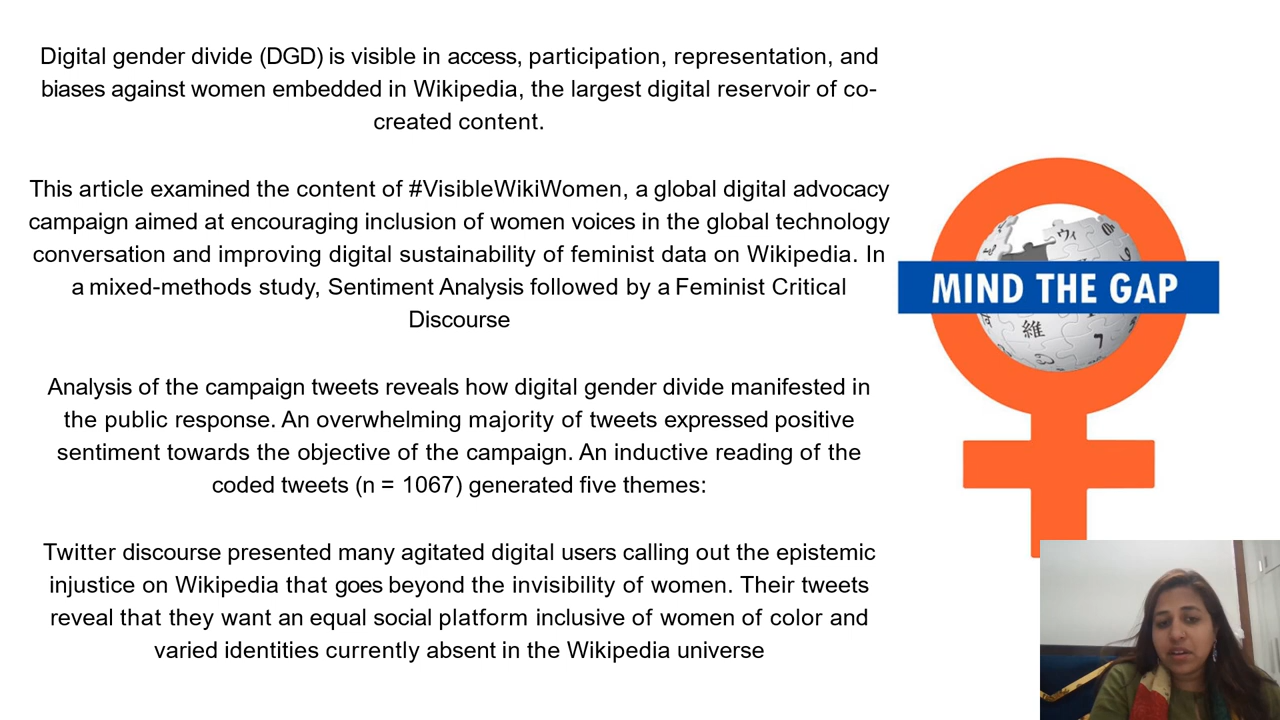 Digital gender divide (DGD) is visible in access, participation, representation, and
biases against women embedded in Wikipedia, the largest digital reservoir of co-
created content.
This article examined the content of #VisibleWikiWomen, a global digital advocacy
campaign aimed at encouraging inclusion of women voices in the global technology
conversation and improving digital sustainability of feminist data on Wikipedia. In
a mixed-methods study, Sentiment Analysis followed by a Feminist Critical
Discourse
Analysis of the campaign tweets reveals how digital gender divide manifested in
the public response. An overwhelming majority of tweets expressed positive
sentiment towards the objective of the campaign. An inductive reading of the
coded tweets (n = 1067) generated five themes:
Twitter discourse presented many agitated digital users calling out the epistemic
injustice on Wikipedia that goes beyond the invisibility of women. Their tweets
reveal that they want an equal social platform inclusive of women of color and
varied identities currently absent in the Wikipedia universe
ウィ
MIND THE GAP
維
7